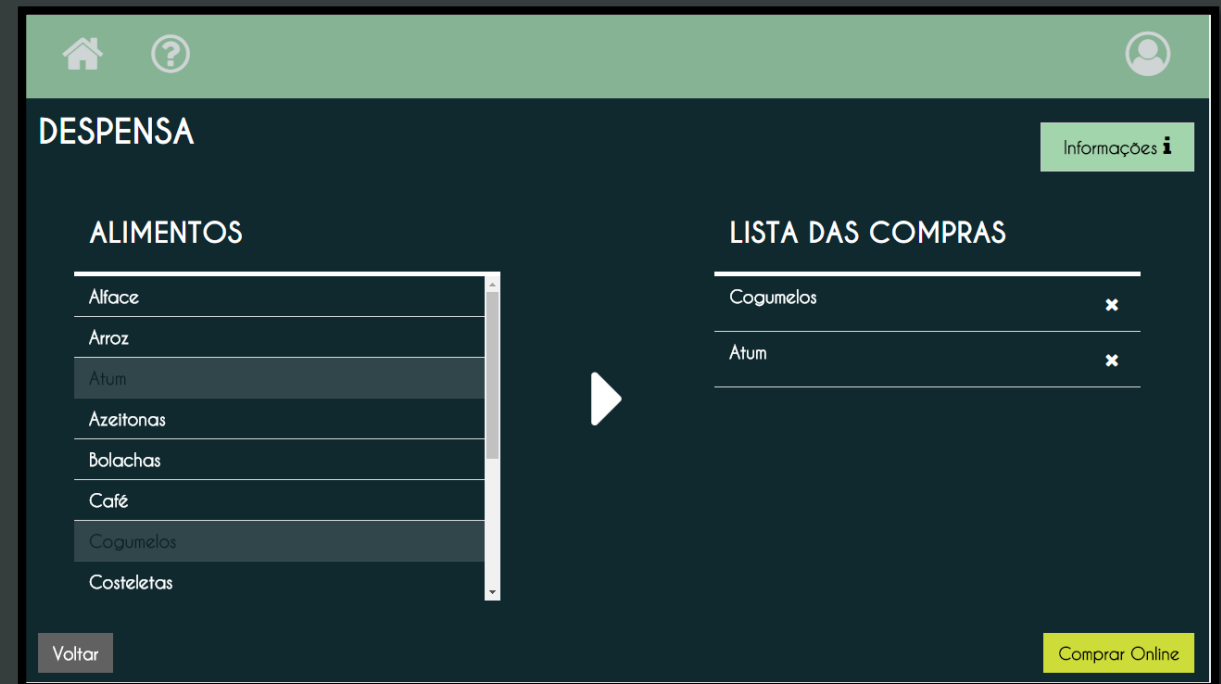 DESPENSA
Informações i
ALIMENTOS
Alface
Arroz
Atum
Azeitonas
Bolachas
Café
Cogumelos
Costeletas
LISTA DAS COMPRAS
Cogumelos
Atum
Voltar
Comprar Online